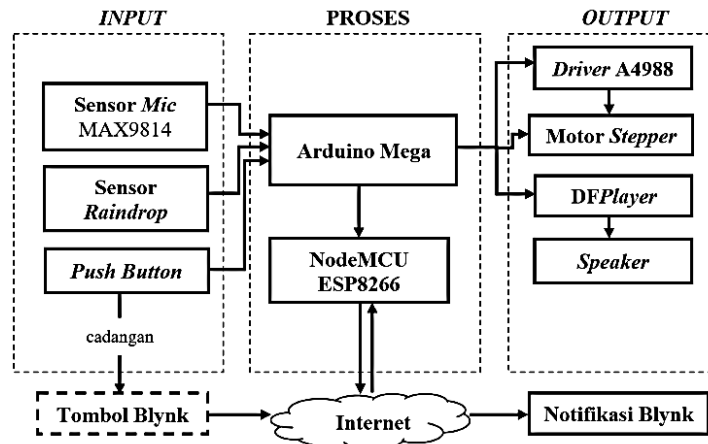 INPUT
PROSES
OUTPUT
Sensor Mic
MAX9814
Sensor
Raindrop
Push Button
cadangan
Tombol Blynk
Arduino Mega
NodeMCU
ESP8266
Internet
Driver A4988
Motor Stepper
DFPlayer
Speaker
Notifikasi Blynk